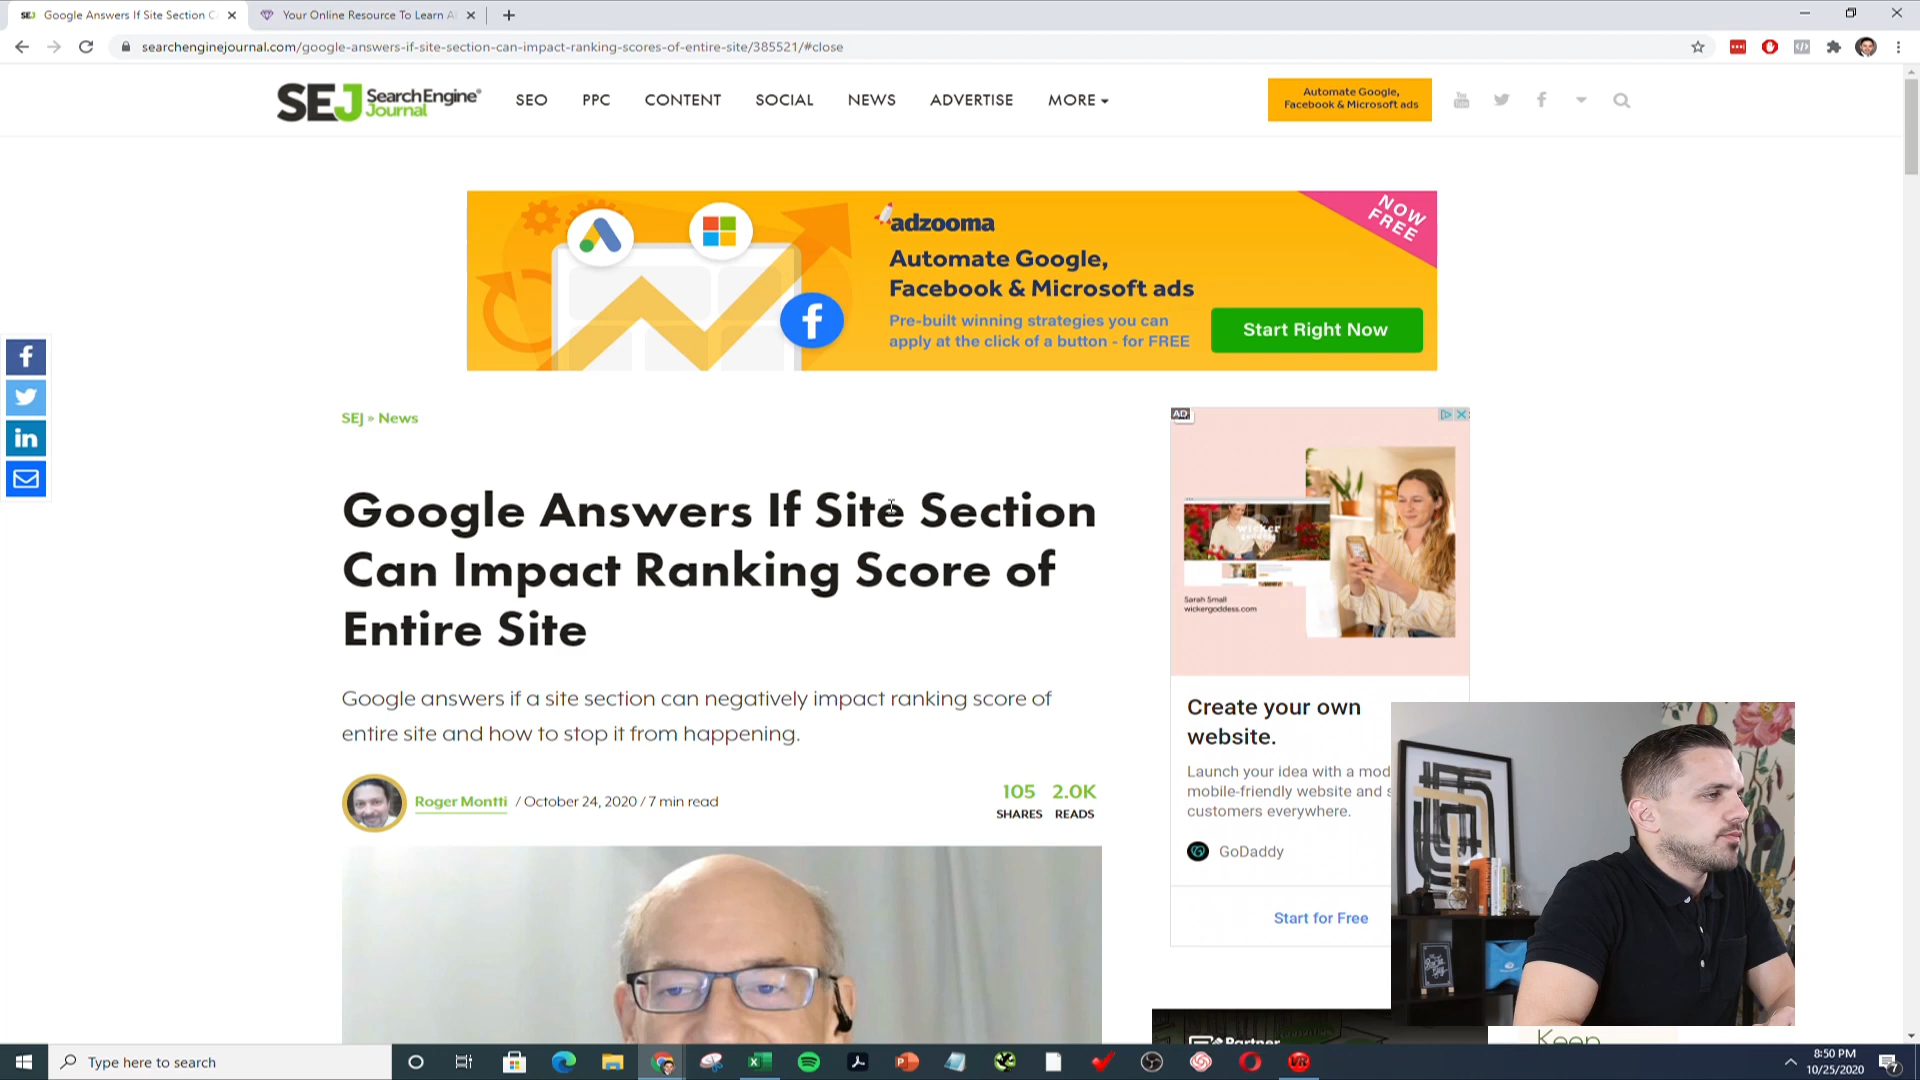 SEJ Google Answers If Site Section C
Your Online Resource To Learn A
searchenginejournal.com/google-answers-if-site-section-can-impact-ranking-scores-of-entire-site/385521/#close
SEJ Search Engine
Journal
SEO
PPC
CONTENT
SOCIAL
NEWS
ADVERTISE
MORE
Automate Google,
Facebook & Microsoft ads
adzooma
NOW
FREE
Automate Google,
Facebook & Microsoft ads
Pre-built winning strategies you can
apply at the click of a button - for FREE
Start Right Now
SEJ » News
AD
Google Answers If Site Section
Can Impact Ranking Score of
Entire Site
Google answers if a site section can negatively impact ranking score of
entire site and how to stop it from happening.
Roger Montti / October 24, 2020 / 7 min read
105
SHARES
2.0K
READS
wicker
goddess
Sarah Small
wickergoddess.com
Create your own
website.
Launch your idea with a mod
mobile-friendly website and
customers everywhere.
GoDaddy
Start for Free
Partner
Keep
Type here to search
8:50 PM
10/25/2020
7